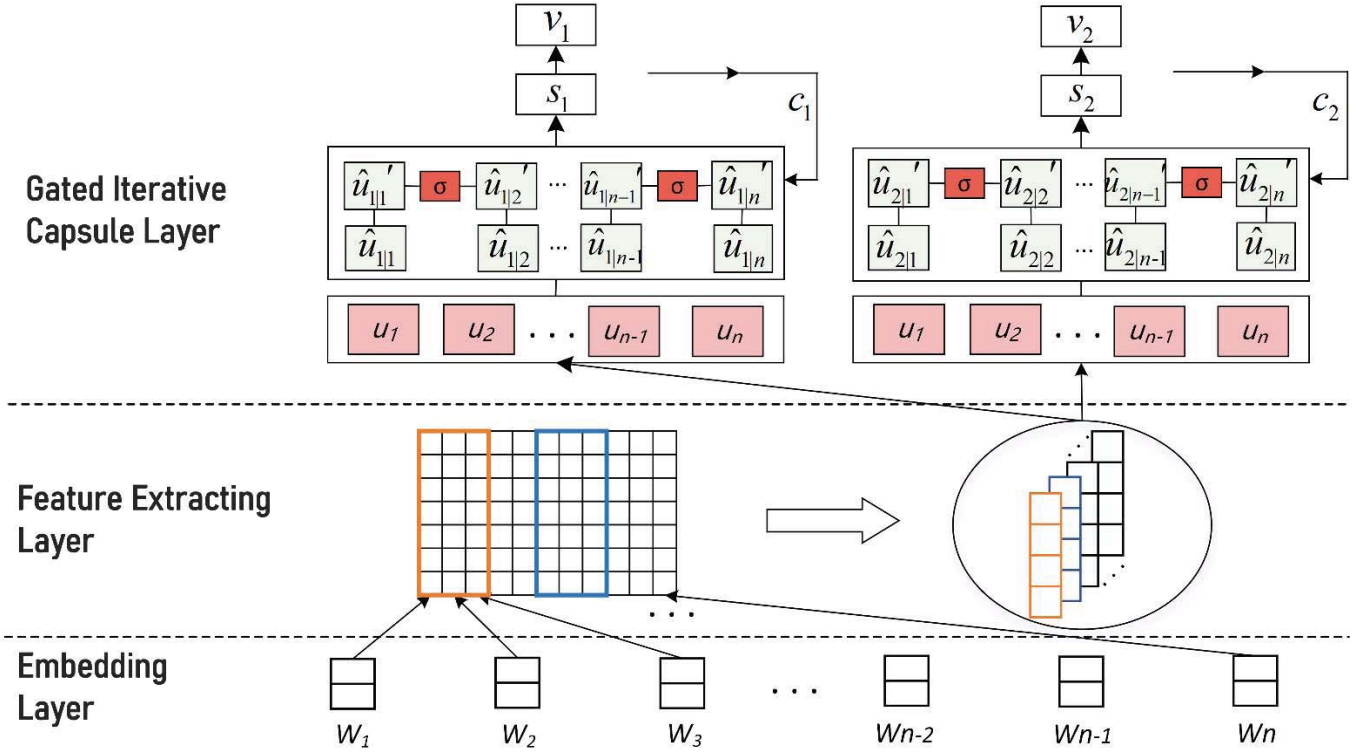 v₁ v₂
s₁ c₁ s₂ c₂
Gated Iterative
Capsule Layer
û₁|₁′ σ û₁|₂′ ... û₁|ₙ₋₁′ σ û₁|ₙ′
û₁|₁ û₁|₂ ... û₁|ₙ₋₁ û₁|ₙ
û₂|₁′ σ û₂|₂′ ... û₂|ₙ₋₁′ σ û₂|ₙ′
û₂|₁ û₂|₂ ... û₂|ₙ₋₁ û₂|ₙ
u₁ u₂ ... uₙ₋₁ uₙ
u₁ u₂ ... uₙ₋₁ uₙ
Feature Extracting
Layer
...
Embedding
Layer
...
W₁ W₂ W₃ Wn-2 Wn-1 Wn